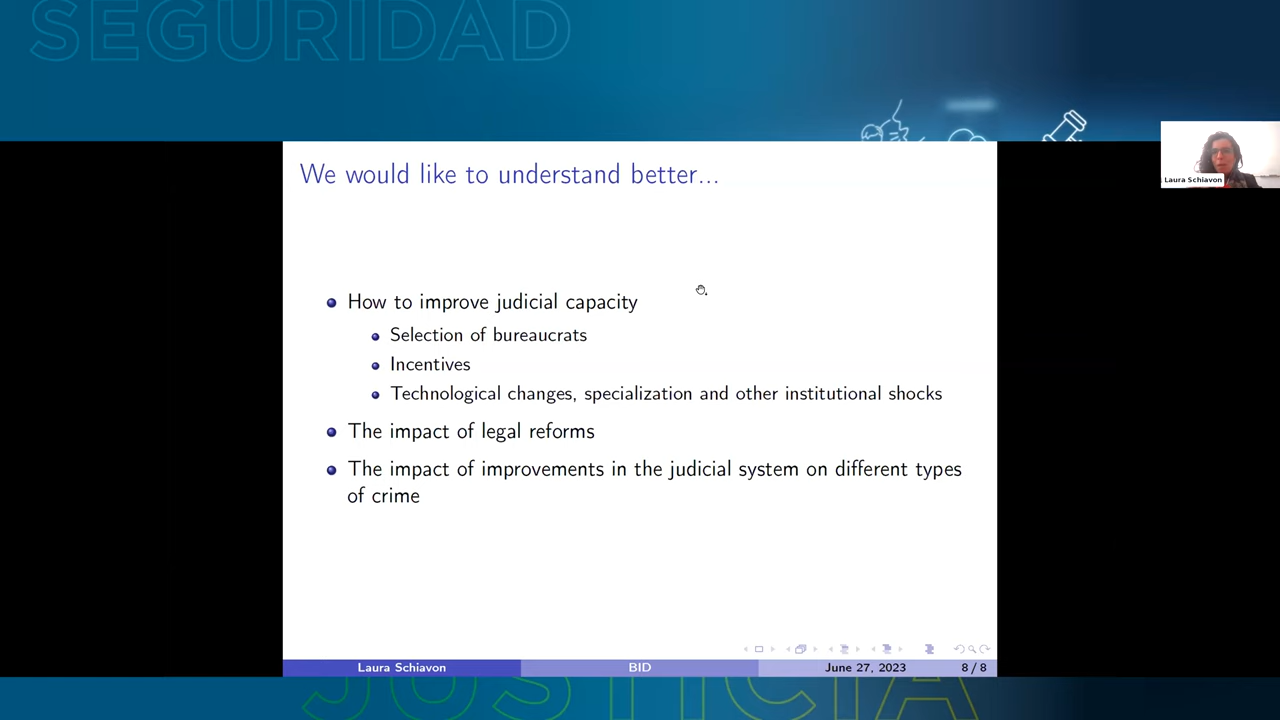 SEGURIDAD
We would like to understand better...
Laura Schiavon
How to improve judicial capacity
Selection of bureaucrats
Incentives
Technological changes, specialization and other institutional shocks
The impact of legal reforms
The impact of improvements in the judicial system on different types
of crime
Laura Schiavon BID June 27, 2023 8 / 8
JUSTICIA